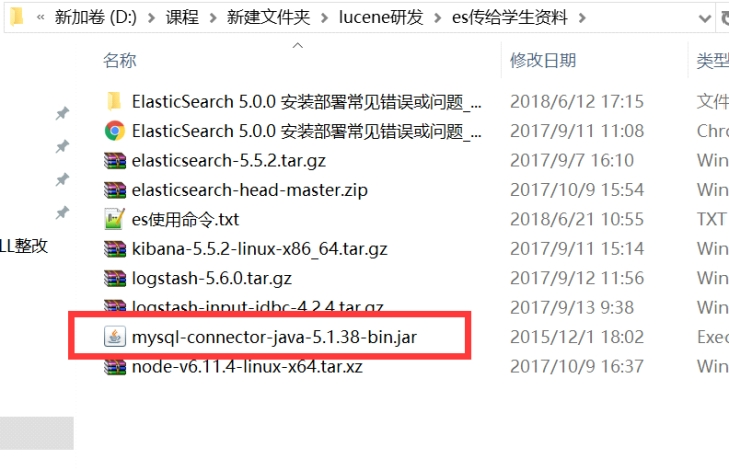 « 新加卷 (D:) > 课程 > 新建文件夹 > lucene研发 > es传给学生资料 >
名称 修改日期 类型
ElasticSearch 5.0.0 安装部署常见错误或问题_... 2018/6/12 17:15 文件
ElasticSearch 5.0.0 安装部署常见错误或问题_... 2017/9/11 11:08 Chro
elasticsearch-5.5.2.tar.gz 2017/9/7 16:10 Win
elasticsearch-head-master.zip 2017/10/9 15:54 Win
es使用命令.txt 2018/6/21 10:55 TXT
LL整改
kibana-5.5.2-linux-x86_64.tar.gz 2017/9/11 15:14 Win
logstash-5.6.0.tar.gz 2017/9/12 11:56 Win
logstash-input-jdbc-4.2.4.tar.gz 2017/9/13 9:38 Win
mysql-connector-java-5.1.38-bin.jar 2015/12/1 18:02 Exec
node-v6.11.4-linux-x64.tar.xz 2017/10/9 16:37 Win